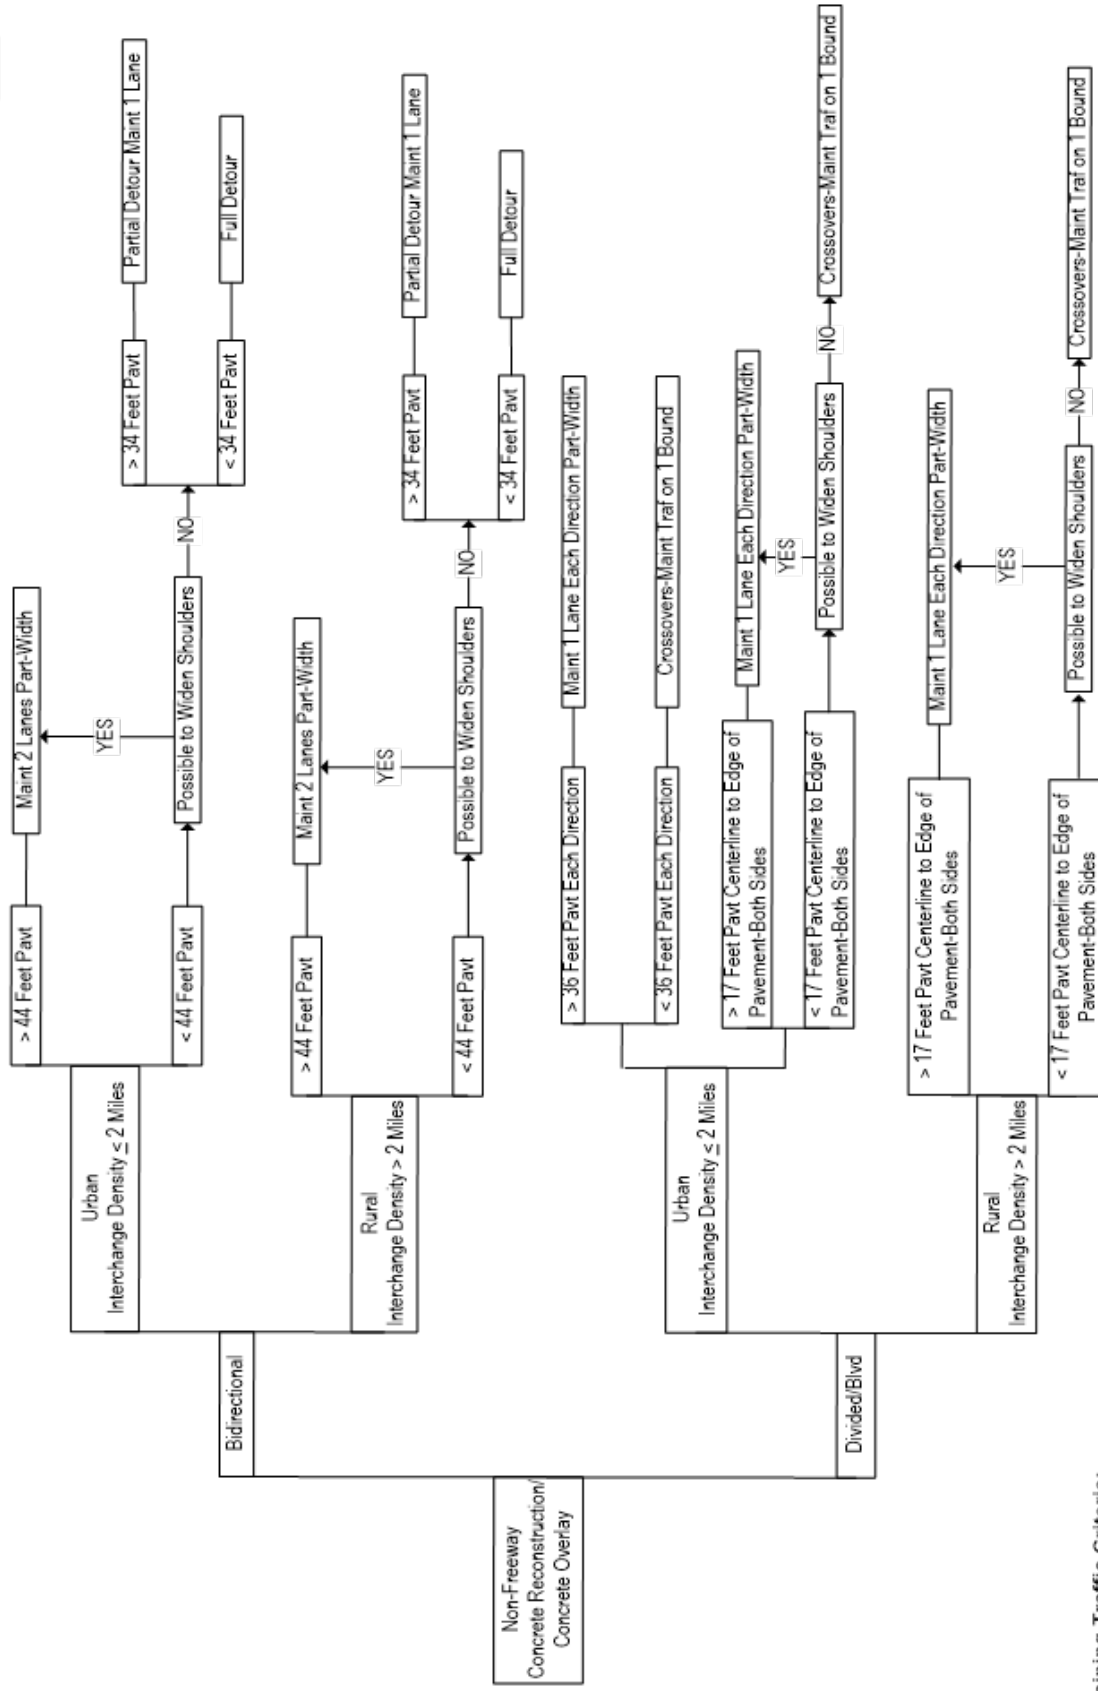 Non-Freeway
Concrete Reconstruction/
Concrete Overlay
Bidirectional
Urban
Interchange Density ≤ 2 Miles
> 44 Feet Pavt
Maint 2 Lanes Part-Width
< 44 Feet Pavt
Possible to Widen Shoulders
YES
NO
> 34 Feet Pavt
Partial Detour Maint 1 Lane
< 34 Feet Pavt
Full Detour
Rural
Interchange Density > 2 Miles
> 44 Feet Pavt
Maint 2 Lanes Part-Width
< 44 Feet Pavt
Possible to Widen Shoulders
YES
NO
> 34 Feet Pavt
Partial Detour Maint 1 Lane
< 34 Feet Pavt
Full Detour
Divided/Blvd
Urban
Interchange Density ≤ 2 Miles
> 36 Feet Pavt Each Direction
Maint 1 Lane Each Direction Part-Width
< 36 Feet Pavt Each Direction
Crossovers-Maint Traf on 1 Bound
> 17 Feet Pavt Centerline to Edge of
Pavement-Both Sides
Maint 1 Lane Each Direction Part-Width
< 17 Feet Pavt Centerline to Edge of
Pavement-Both Sides
Possible to Widen Shoulders
YES
NO
Crossovers-Maint Traf on 1 Bound
Rural
Interchange Density > 2 Miles
> 17 Feet Pavt Centerline to Edge of
Pavement-Both Sides
Maint 1 Lane Each Direction Part-Width
< 17 Feet Pavt Centerline to Edge of
Pavement-Both Sides
Possible to Widen Shoulders
YES
NO
Crossovers-Maint Traf on 1 Bound
Traffic Criteria: